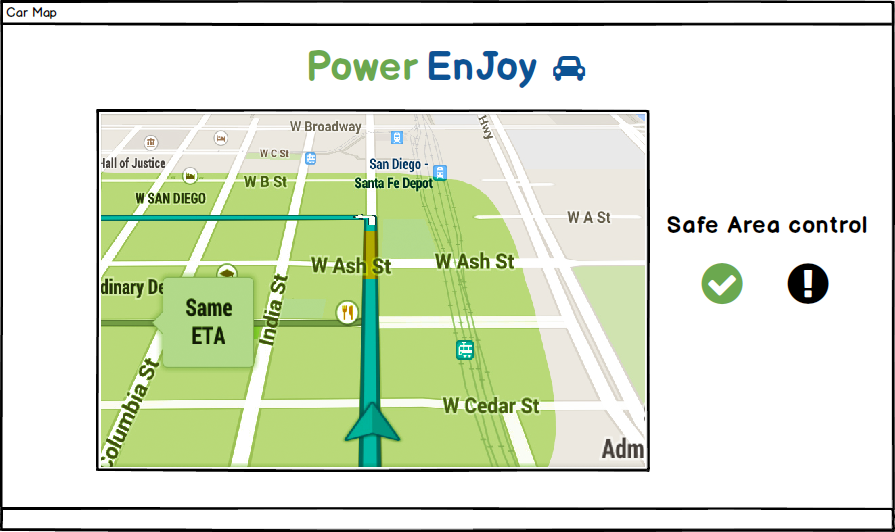 Car Map
Power EnJoy
W Broadway
Hwy
W C St
Hall of Justice
San Diego -
Santa Fe Depot
W B St
W SAN DIEGO
W A St
Safe Area control
W Ash St
W Ash St
dinary De
Same
ETA
India St
Columbia St
W Cedar St
Adm